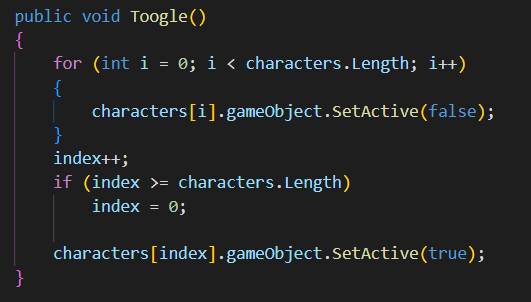 public void Toogle()
{
    for (int i = 0; i < characters.Length; i++)
    {
        characters[i].gameObject.SetActive(false);
    }
    index++;
    if (index >= characters.Length)
        index = 0;

    characters[index].gameObject.SetActive(true);
}